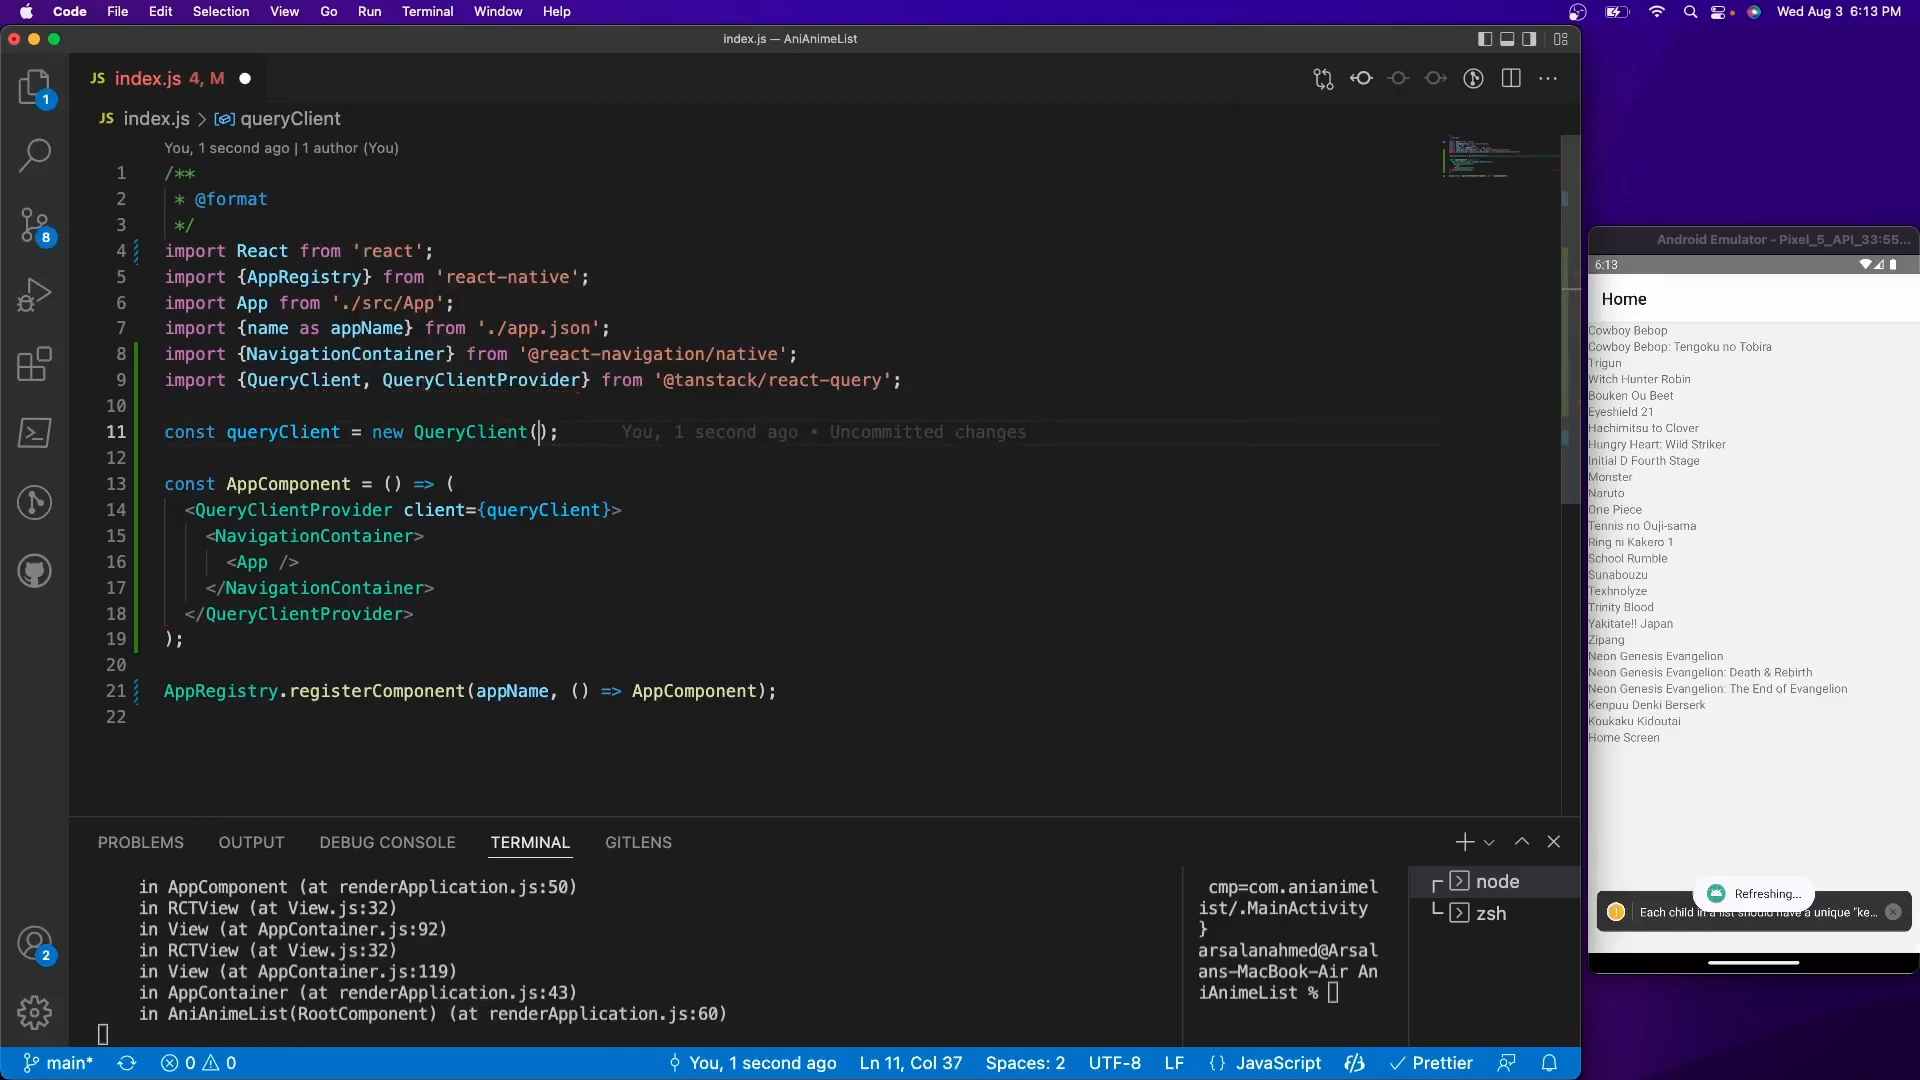 Code File Edit Selection View Go Run Terminal Window Help
Wed Aug 3 6:13 PM
index.js — AniAnimeList
JS index.js 4, M
JS index.js > queryClient
You, 1 second ago | 1 author (You)
1 /**
2 * @format
3 */
4 import React from 'react';
5 import {AppRegistry} from 'react-native';
6 import App from './src/App';
7 import {name as appName} from './app.json';
8 import {NavigationContainer} from '@react-navigation/native';
9 import {QueryClient, QueryClientProvider} from '@tanstack/react-query';
10
11 const queryClient = new QueryClient(); You, 1 second ago • Uncommitted changes
12
13 const AppComponent = () => (
14 <QueryClientProvider client={queryClient}>
15 <NavigationContainer>
16 <App />
17 </NavigationContainer>
18 </QueryClientProvider>
19 );
20
21 AppRegistry.registerComponent(appName, () => AppComponent);
22
1
8
2
PROBLEMS OUTPUT DEBUG CONSOLE TERMINAL GITLENS
in AppComponent (at renderApplication.js:50)
in RCTView (at View.js:32)
in View (at AppContainer.js:92)
in RCTView (at View.js:32)
in View (at AppContainer.js:119)
in AppContainer (at renderApplication.js:43)
in AniAnimeList(RootComponent) (at renderApplication.js:60)
cmp=com.anianimel
ist/.MainActivity
}
arsalanahmed@Arsal
ans-MacBook-Air An
iAnimeList %
node
zsh
main* 0 0 You, 1 second ago Ln 11, Col 37 Spaces: 2 UTF-8 LF {} JavaScript Prettier
Android Emulator - Pixel_5_API_33:55...
6:13
Home
Cowboy Bebop
Cowboy Bebop: Tengoku no Tobira
Trigun
Witch Hunter Robin
Bouken Ou Beet
Eyeshield 21
Hachimitsu to Clover
Hungry Heart: Wild Striker
Initial D Fourth Stage
Monster
Naruto
One Piece
Tennis no Ouji-sama
Ring ni Kakero 1
School Rumble
Sunabouzu
Texhnolyze
Trinity Blood
Yakitate!! Japan
Zipang
Neon Genesis Evangelion
Neon Genesis Evangelion: Death & Rebirth
Neon Genesis Evangelion: The End of Evangelion
Kenpuu Denki Berserk
Koukaku Kidoutai
Home Screen
Refreshing...
Each child in a list should have a unique "ke...